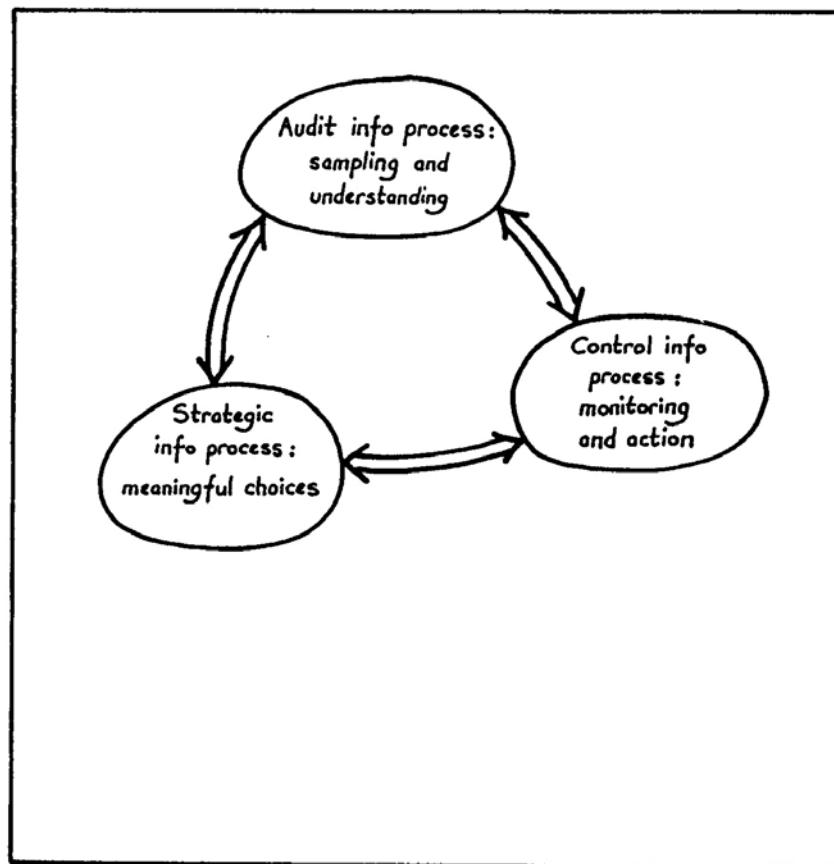 Audit info process:
sampling and
understanding
Control info
process:
monitoring
and action
Strategic
info process:
meaningful choices